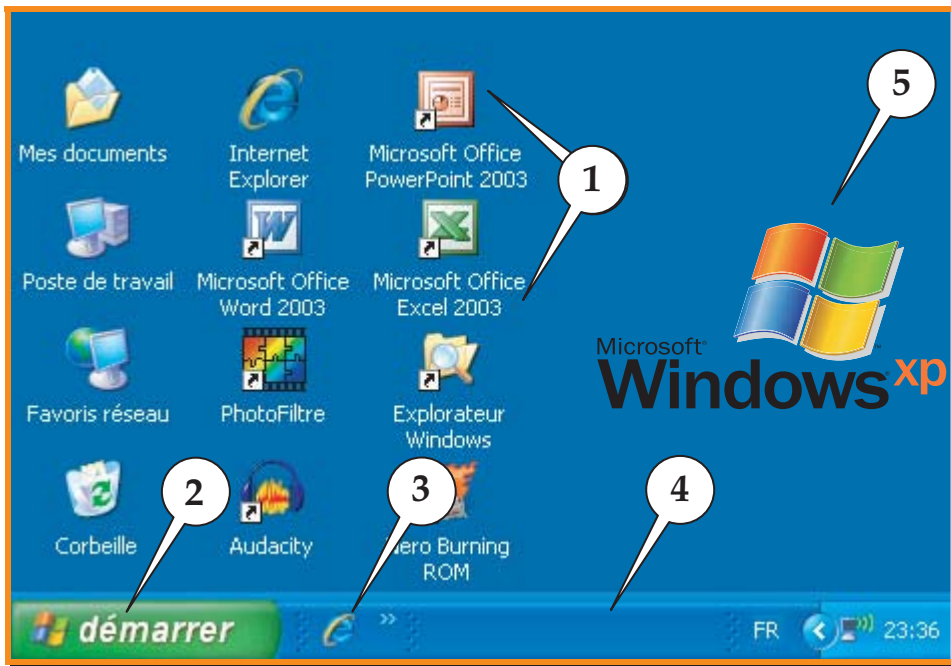 5
Mes documents
Internet
Explorer
Microsoft Office
PowerPoint 2003
1
Poste de travail
Microsoft Office
Word 2003
Microsoft Office
Excel 2003
Microsoft
Windows xp
Favoris réseau
PhotoFiltre
Explorateur
Windows
2
3
4
Corbeille
Audacity
Nero Burning
ROM
démarrer
»
FR
23:36